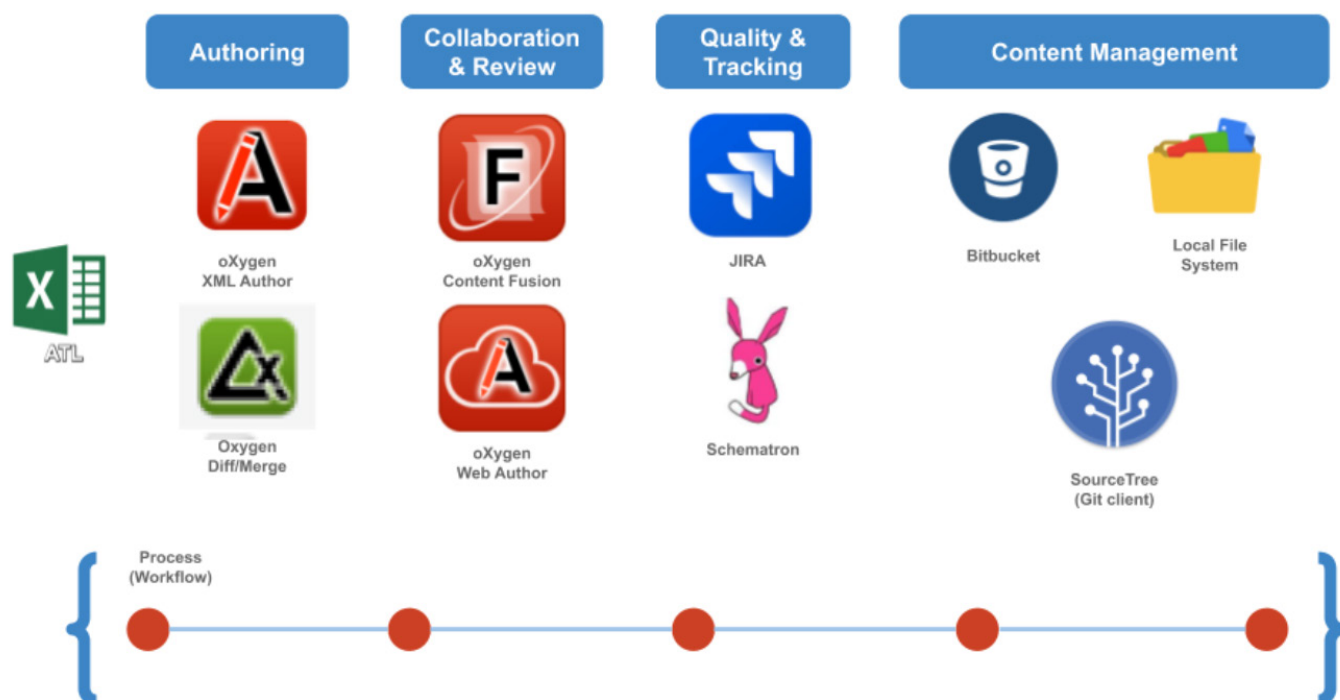 Authoring
Collaboration
& Review
Quality &
Tracking
Content Management
oXygen
XML Author
oXygen
Content Fusion
JIRA
Bitbucket
Local File
System
X
ATL
F
A
A
X
Oxygen
Diff/Merge
oXygen
Web Author
Schematron
SourceTree
(Git client)
Process
(Workflow)